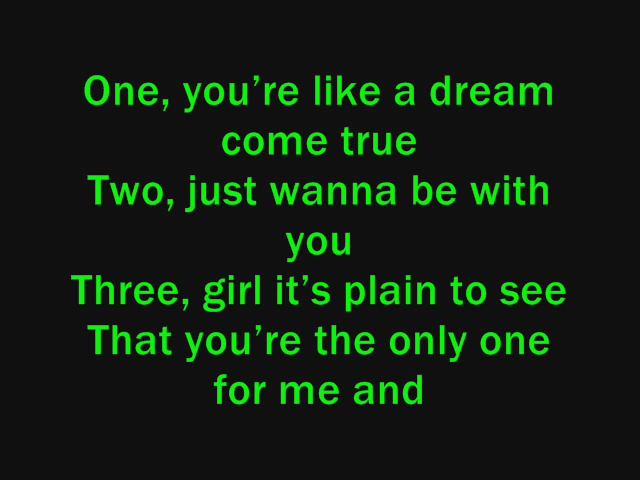 One, you’re like a dream
come true
Two, just wanna be with
you
Three, girl it’s plain to see
That you’re the only one
for me and